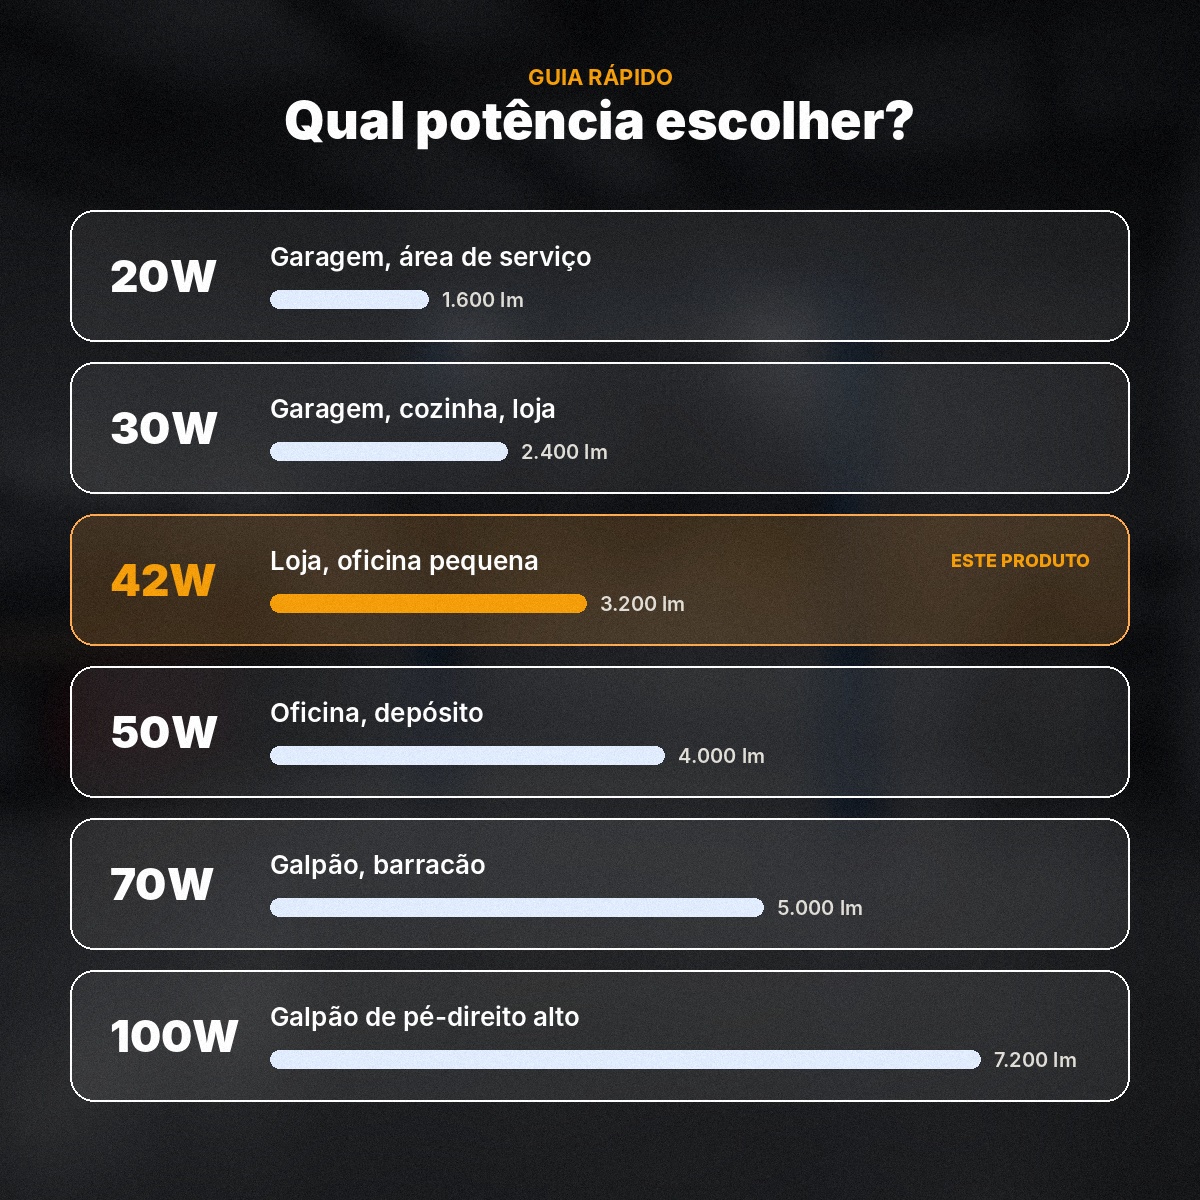 GUIA RÁPIDO
Qual potência escolher?
20W
Garagem, área de serviço
1.600 lm
30W
Garagem, cozinha, loja
2.400 lm
42W
Loja, oficina pequena
ESTE PRODUTO
3.200 lm
50W
Oficina, depósito
4.000 lm
70W
Galpão, barracão
5.000 lm
100W
Galpão de pé-direito alto
7.200 lm